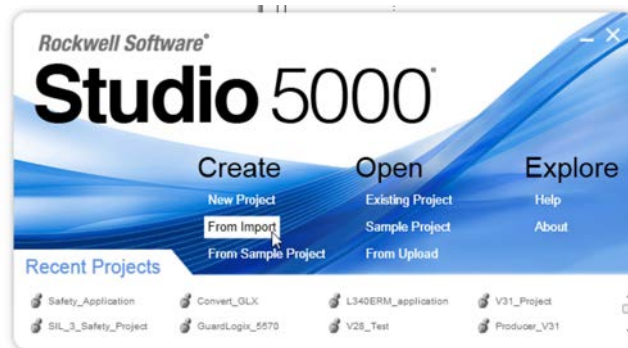 Rockwell Software®
Studio 5000®
Create Open Explore
New Project Existing Project Help
From Import Sample Project About
From Sample Project From Upload
Recent Projects
Safety_Application Convert_GLX L340ERM_application V31_Project
SIL_3_Safety_Project GuardLogix_5570 V28_Test Producer_V31